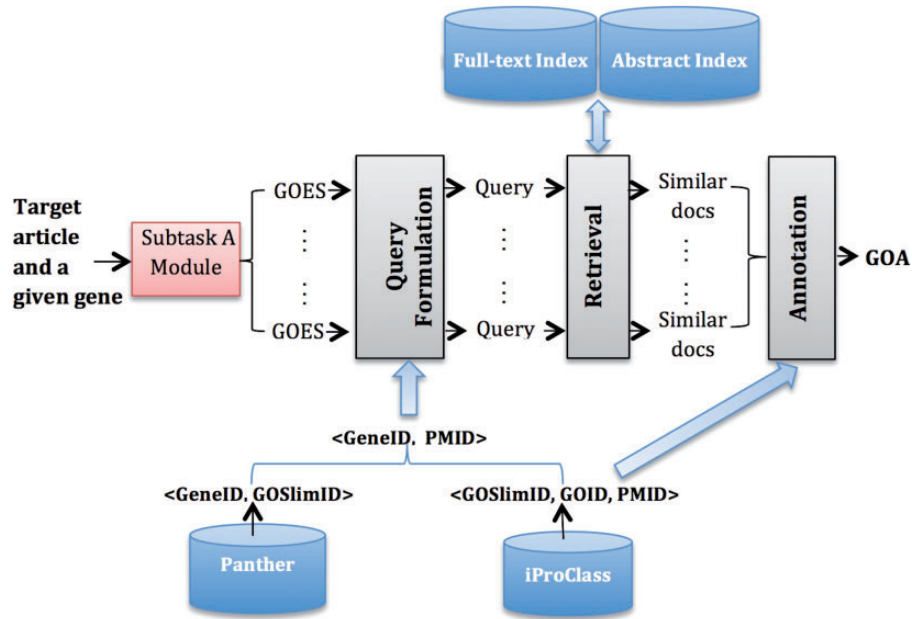 Full-text Index
Abstract Index
Target
article
and a
given gene
Subtask A
Module
GOES
GOES
Query
Formulation
Query
Query
Retrieval
Similar
docs
Similar
docs
Annotation
GOA
<GeneID, PMID>
<GeneID, GOSlimID>
<GOSlimID, GOID, PMID>
Panther
iProClass